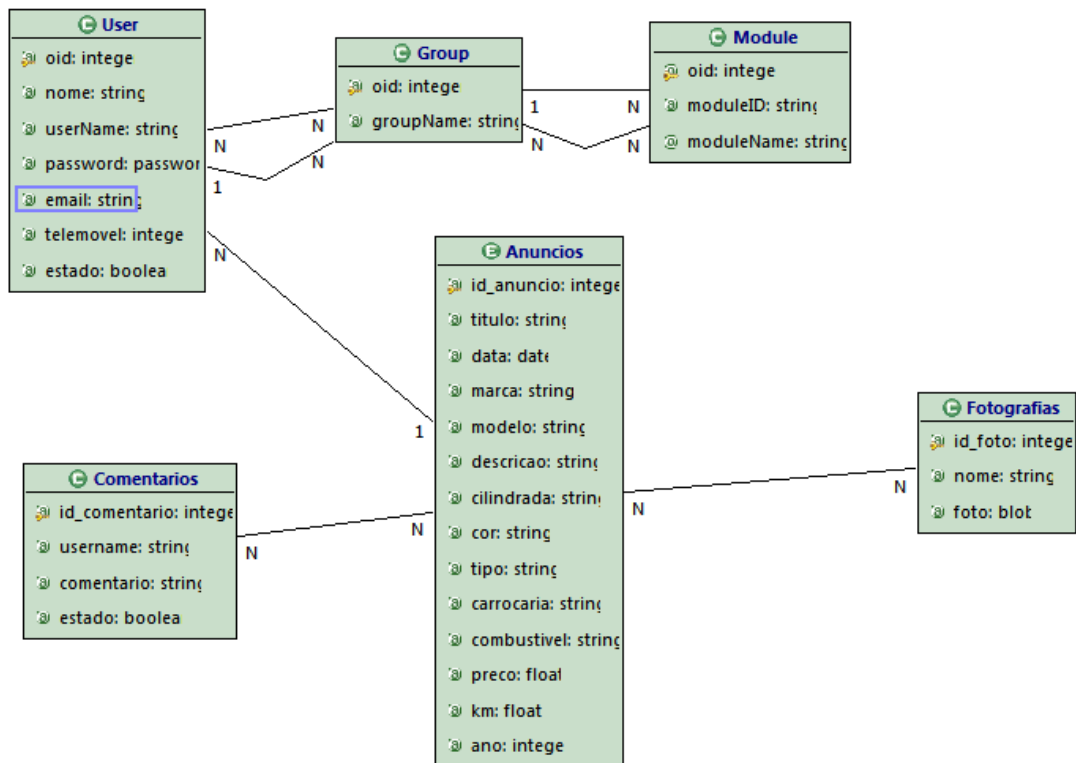 User
oid: intege
nome: string
userName: string
password: passwor
email: string
telemovel: intege
estado: boolea
Group
oid: intege
groupName: string
Module
oid: intege
moduleID: string
moduleName: string
1
N
N
N
N
N
1
N
N
1
Anuncios
id_anuncio: intege
titulo: string
data: date
marca: string
modelo: string
descricao: string
cilindrada: string
cor: string
tipo: string
carrocaria: string
combustivel: string
preco: float
km: float
ano: intege
Comentarios
id_comentario: intege
username: string
comentario: string
estado: boolea
N
N
N
N
Fotografias
id_foto: intege
nome: string
foto: blob